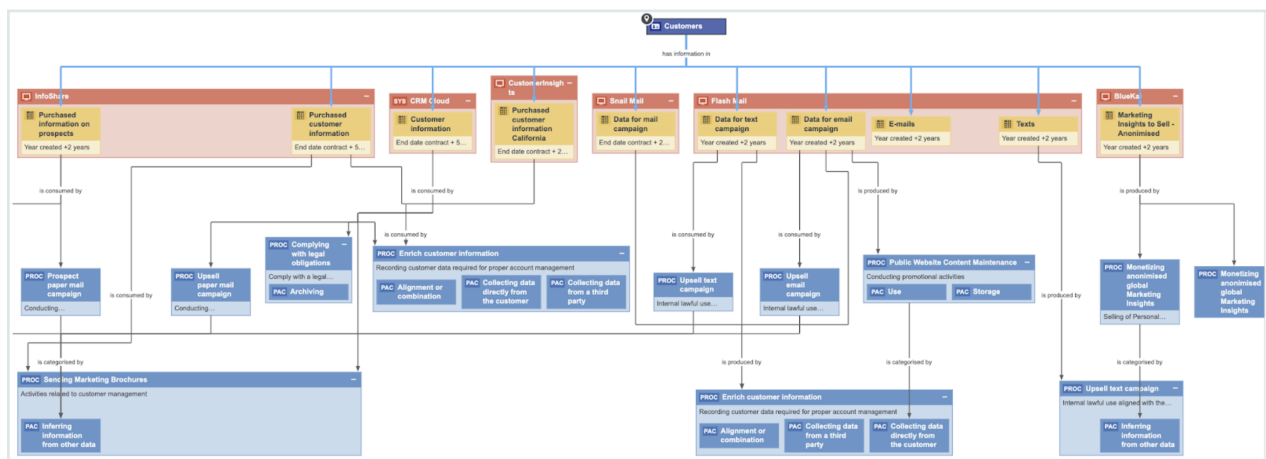 Customers
has information in
InfoShare
Purchased
information on
prospects
Year created +2 years
Purchased
customer
information
End date contract + 5...
SYS CRM Cloud
Customer
information
End date contract + 5...
CustomerInsigh
ts
Purchased
customer
information
California
End date contract + 2...
Snail Mail
Data for mail
campaign
End date contract + 2...
Flash Mail
Data for text
campaign
Year created +2 years
Data for email
campaign
Year created +2 years
E-mails
Year created +2 years
Texts
Year created +2 years
BlueKai
Marketing
Insights to Sell -
Anonimised
Year created +2 years
is consumed by
is consumed by
is consumed by
is consumed by
is produced by
is consumed by
is produced by
is produced by
PROC Prospect
paper mail
campaign
Conducting...
PROC Upsell
paper mail
campaign
Conducting...
PROC Complying
with legal
obligations
Comply with a legal...
PAC Archiving
PROC Enrich customer information
Recording customer data required for proper account management
PAC Alignment or
combination
PAC Collecting data
directly from
the customer
PAC Collecting data
from a third
party
PROC Upsell text
campaign
Internal lawful use...
PROC Upsell
email
campaign
Internal lawful use...
PROC Public Website Content Maintenance
Conducting promotional activities
PAC Use
PAC Storage
PROC Monetizing
anonimised
global
Marketing
Insights
Selling of Personal...
PROC Monetizing
anonimised
global
Marketing
Insights
is categorised by
is produced by
is categorised by
is categorised by
PROC Sending Marketing Brochures
Activities related to customer management
PAC Inferring
information
from other data
PROC Enrich customer information
Recording customer data required for proper account management
PAC Alignment or
combination
PAC Collecting data
from a third
party
PAC Collecting data
directly from
the customer
PROC Upsell text campaign
Internal lawful use aligned with the...
PAC Inferring
information
from other data